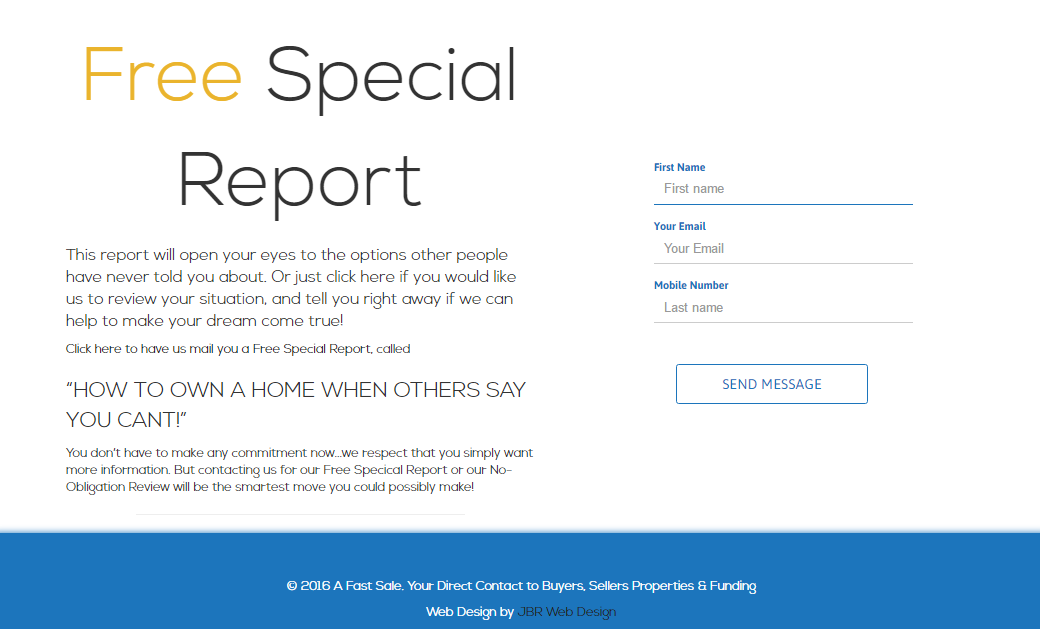 Free Special
Report
This report will open your eyes to the options other people
have never told you about. Or just click here if you would like
us to review your situation, and tell you right away if we can
help to make your dream come true!
Click here to have us mail you a Free Special Report, called
“HOW TO OWN A HOME WHEN OTHERS SAY
YOU CANT!”
You don't have to make any commitment now...we respect that you simply want
more information. But contacting us for our Free Specical Report or our No-
Obligation Review will be the smartest move you could possibly make!
First Name
First name
Your Email
Your Email
Mobile Number
Last name
SEND MESSAGE
© 2016 A Fast Sale. Your Direct Contact to Buyers, Sellers Properties & Funding
Web Design by JBR Web Design